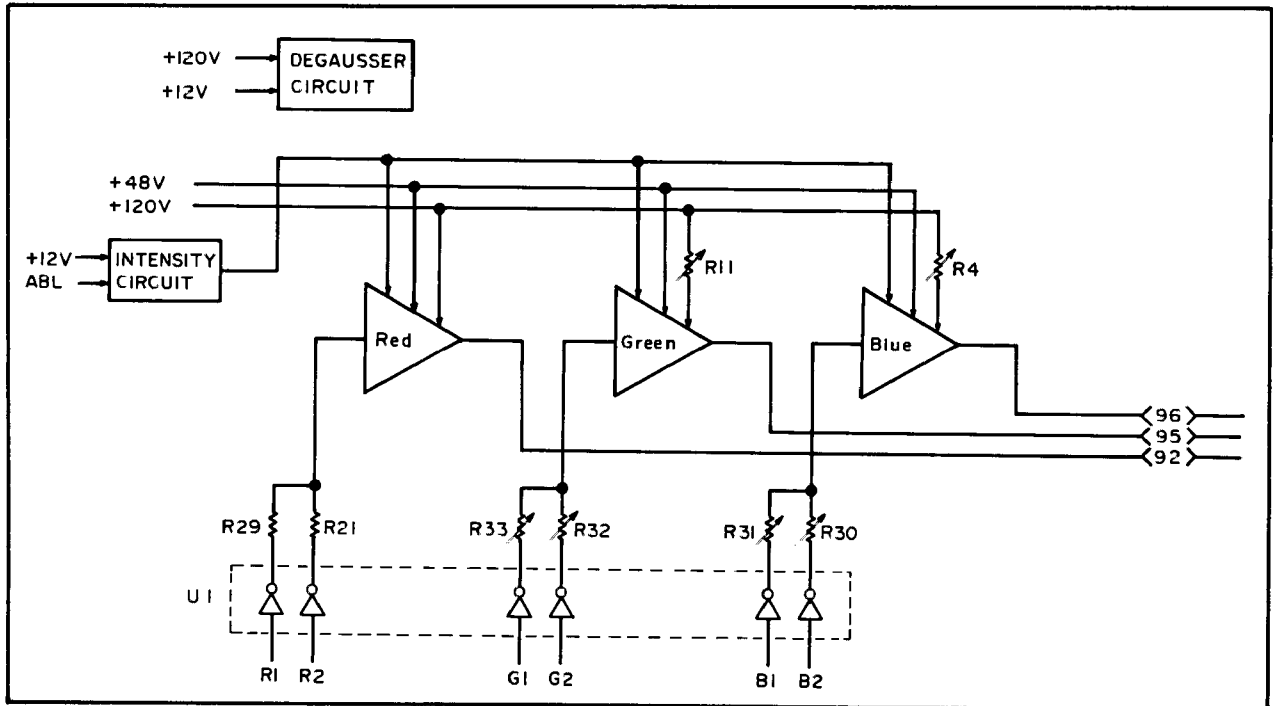 +120V
+12V
DEGAUSSER
CIRCUIT
+48V
+120V
+12V
ABL
INTENSITY
CIRCUIT
R11
R4
Red
Green
Blue
96
95
92
R29
R21
R33
R32
R31
R30
U1
R1
R2
G1
G2
B1
B2